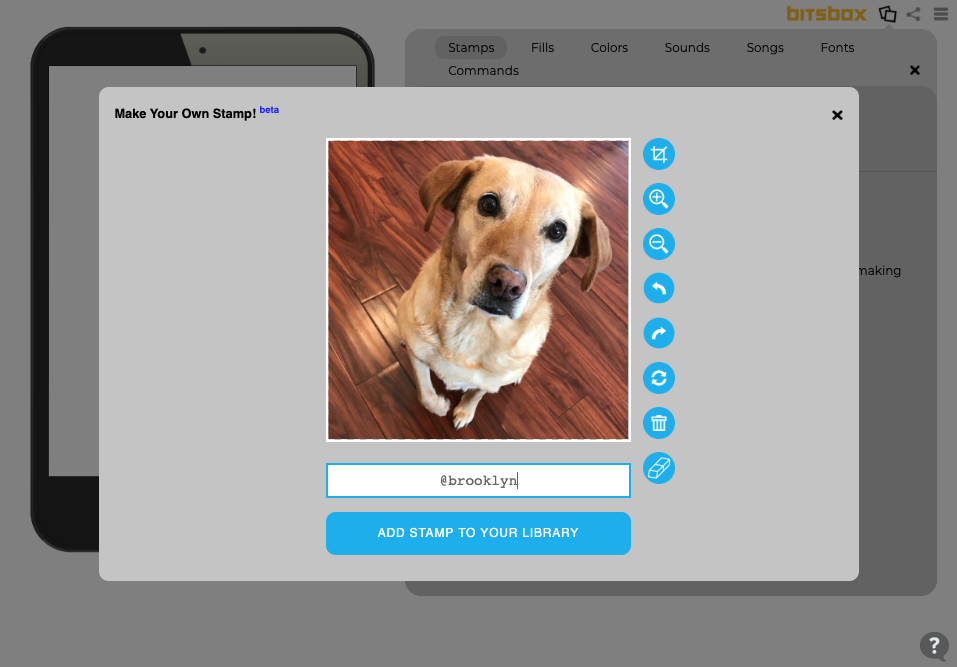 bitsbox
Stamps Fills Colors Sounds Songs Fonts
Commands
Make Your Own Stamp! beta
making
@brooklyn
ADD STAMP TO YOUR LIBRARY
?